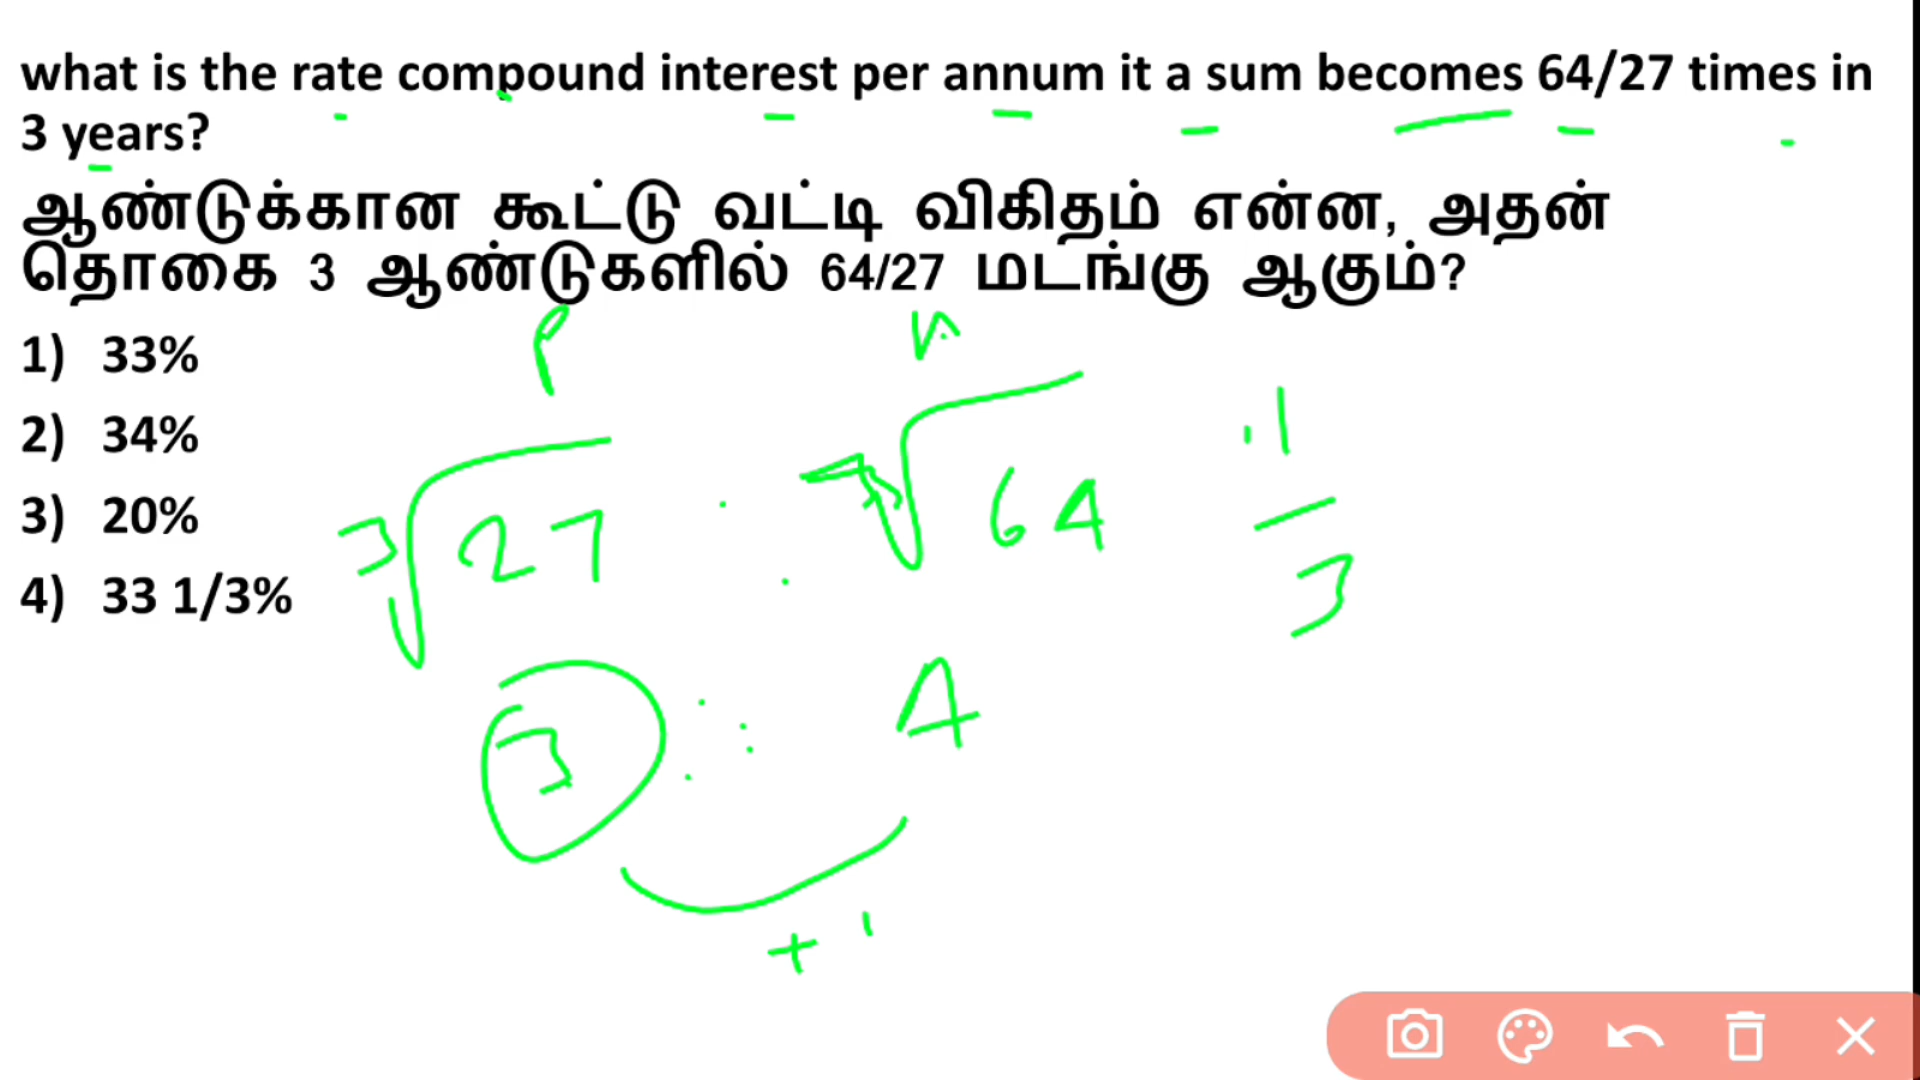 what is the rate compound interest per annum it a sum becomes 64/27 times in
3 years?
ஆண்டுக்கான கூட்டு வட்டி விகிதம் என்ன, அதன்
தொகை 3 ஆண்டுகளில் 64/27 மடங்கு ஆகும்?
1) 33%
2) 34%
3) 20%
4) 33 1/3%
P
3√27 : 3√64
1
3
3 : 4
+1